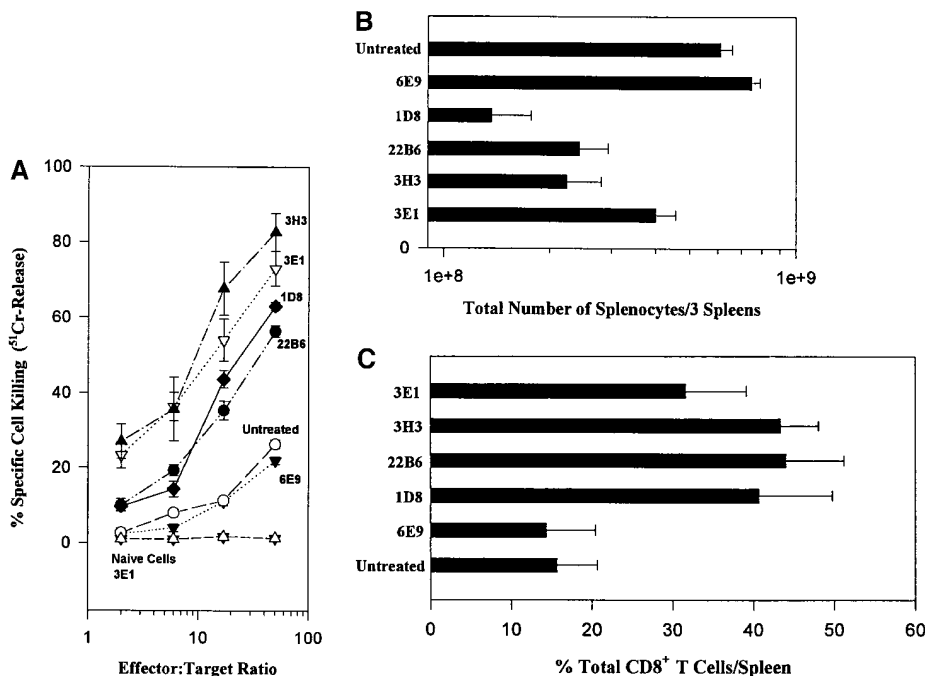 A
% Specific Cell Killing (⁵¹Cr-Release)
100
80
60
40
20
0
3H3
3E1
1D8
22B6
Untreated
6E9
Naive Cells
3E1
1
10
100
Effector:Target Ratio
B
Untreated
6E9
1D8
22B6
3H3
3E1
0
1e+8
1e+9
Total Number of Splenocytes/3 Spleens
C
3E1
3H3
22B6
1D8
6E9
Untreated
0
10
20
30
40
50
60
% Total CD8⁺ T Cells/Spleen